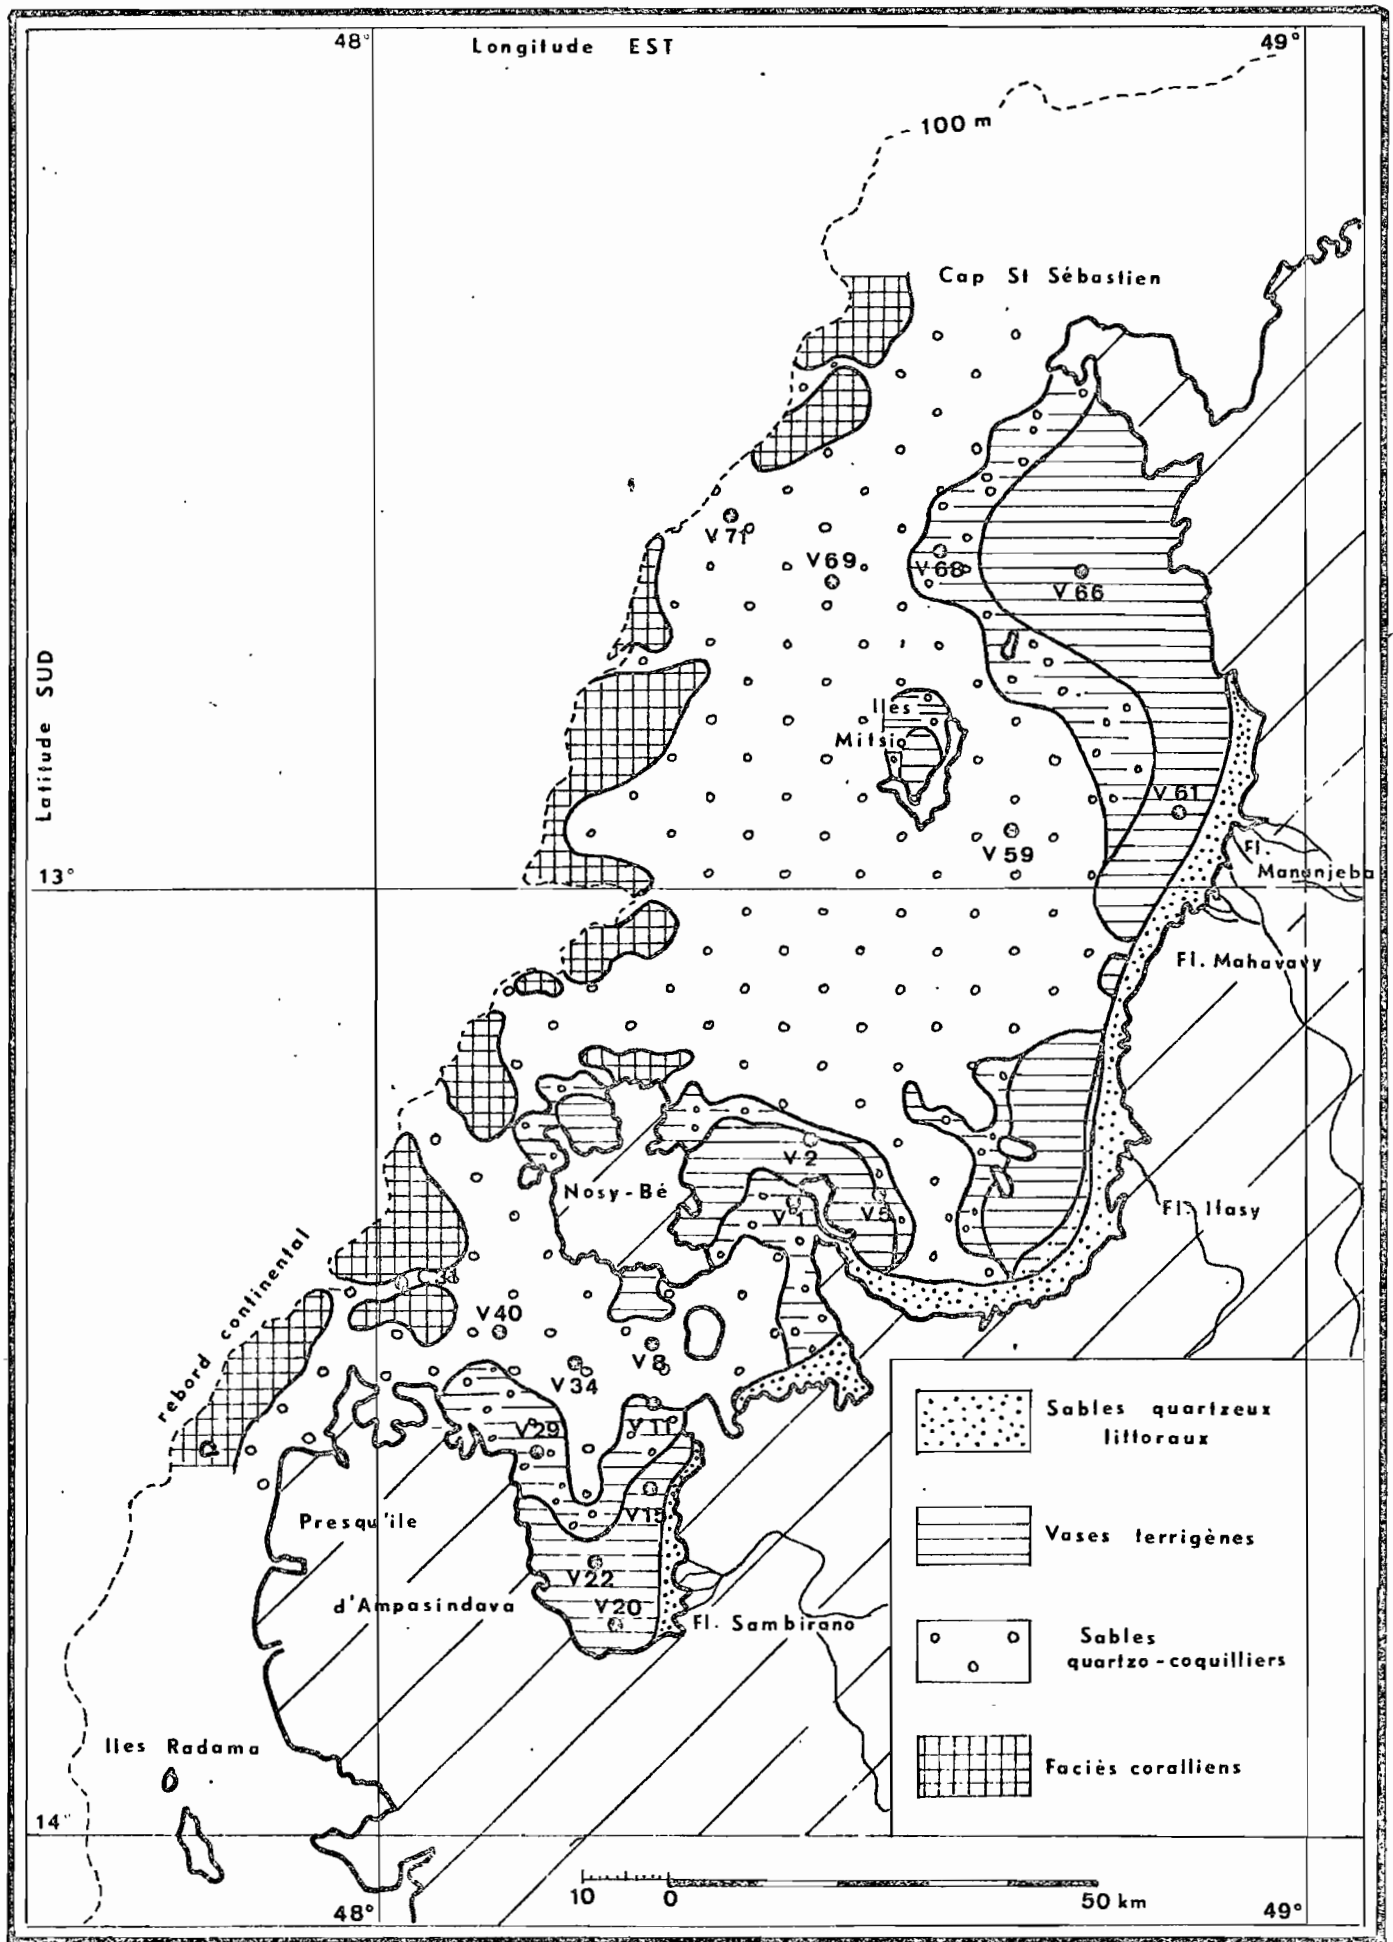 48°
Longitude EST
49°
100 m
Cap St Sébastien
V 71
V 69
V 68
V 66
Latitude SUD
Iles
Mitsio
V 61
V 59
Fl.
Manánjeba
13°
Fl. Mahavavy
V 2
Nosy-Bé
V 1
V 5
Fl. Ifasy
rebord continental
V 40
V 8
V 34
V 29
V 11
Sables quartzeux
littoraux
V 15
Presqu'ile
d'Ampasindava
Vases terrigènes
V 22
V 20
Fl. Sambirano
Sables
quartzo-coquilliers
Iles Radama
Faciès coralliens
14°
10 0 50 km
48°
49°